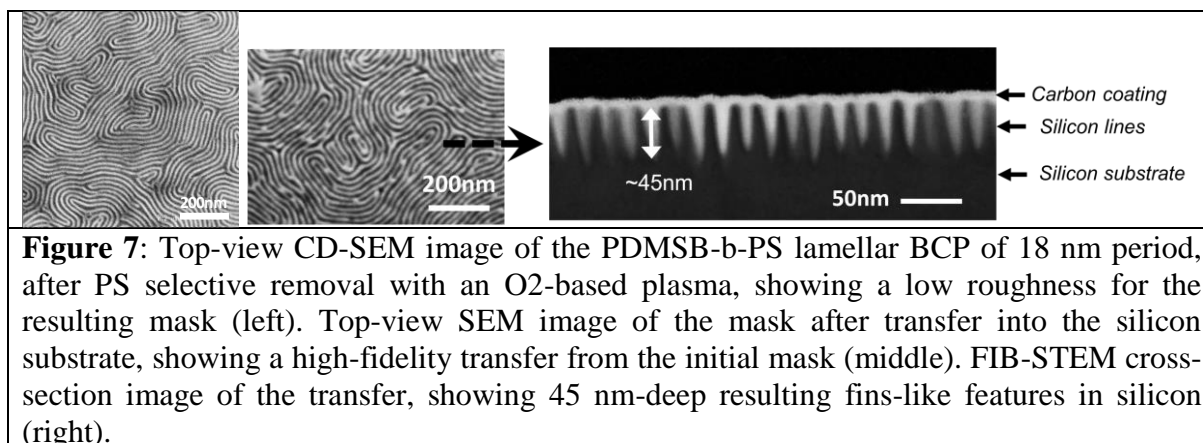 200nm
200nm
~45nm
50nm
Carbon coating
Silicon lines
Silicon substrate
Figure 7: Top-view CD-SEM image of the PDMSB-b-PS lamellar BCP of 18 nm period,
after PS selective removal with an O2-based plasma, showing a low roughness for the
resulting mask (left). Top-view SEM image of the mask after transfer into the silicon
substrate, showing a high-fidelity transfer from the initial mask (middle). FIB-STEM cross-
section image of the transfer, showing 45 nm-deep resulting fins-like features in silicon
(right).